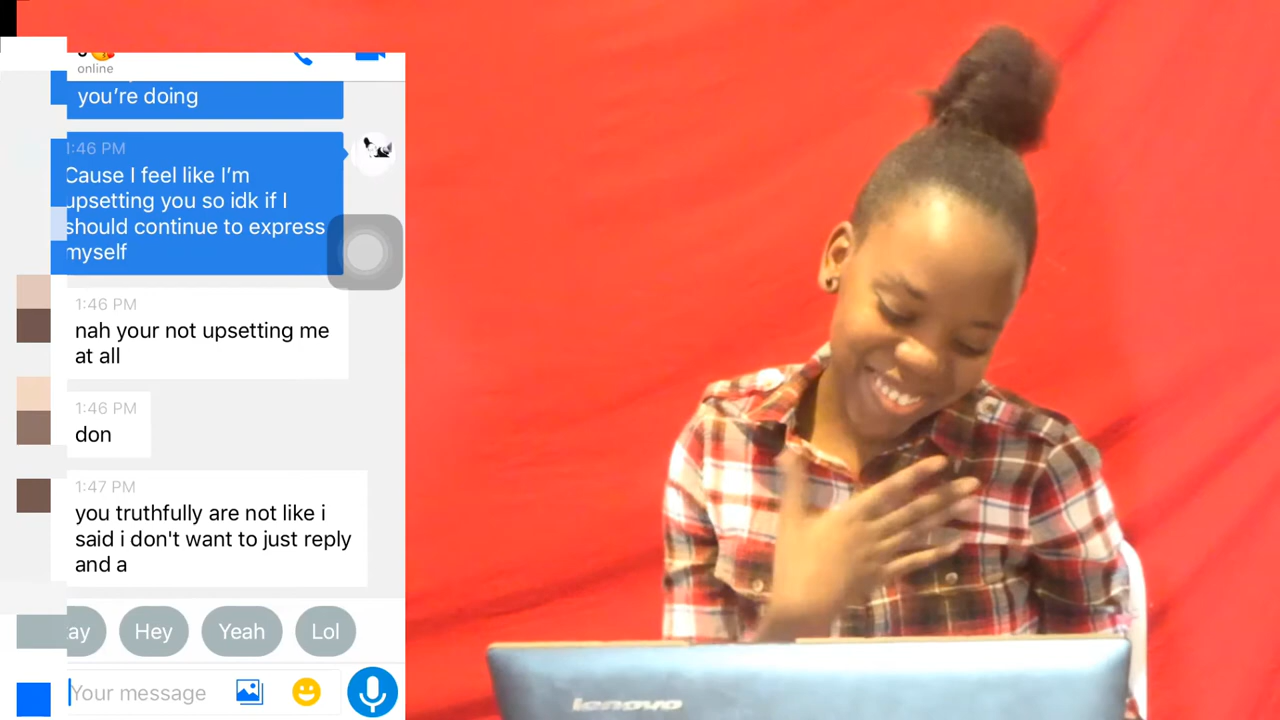 online
you’re doing
1:46 PM
Cause I feel like I’m
upsetting you so idk if I
should continue to express
myself
1:46 PM
nah your not upsetting me
at all
1:46 PM
don
1:47 PM
you truthfully are not like i
said i don't want to just reply
and a
ay Hey Yeah Lol
Your message
lenovo